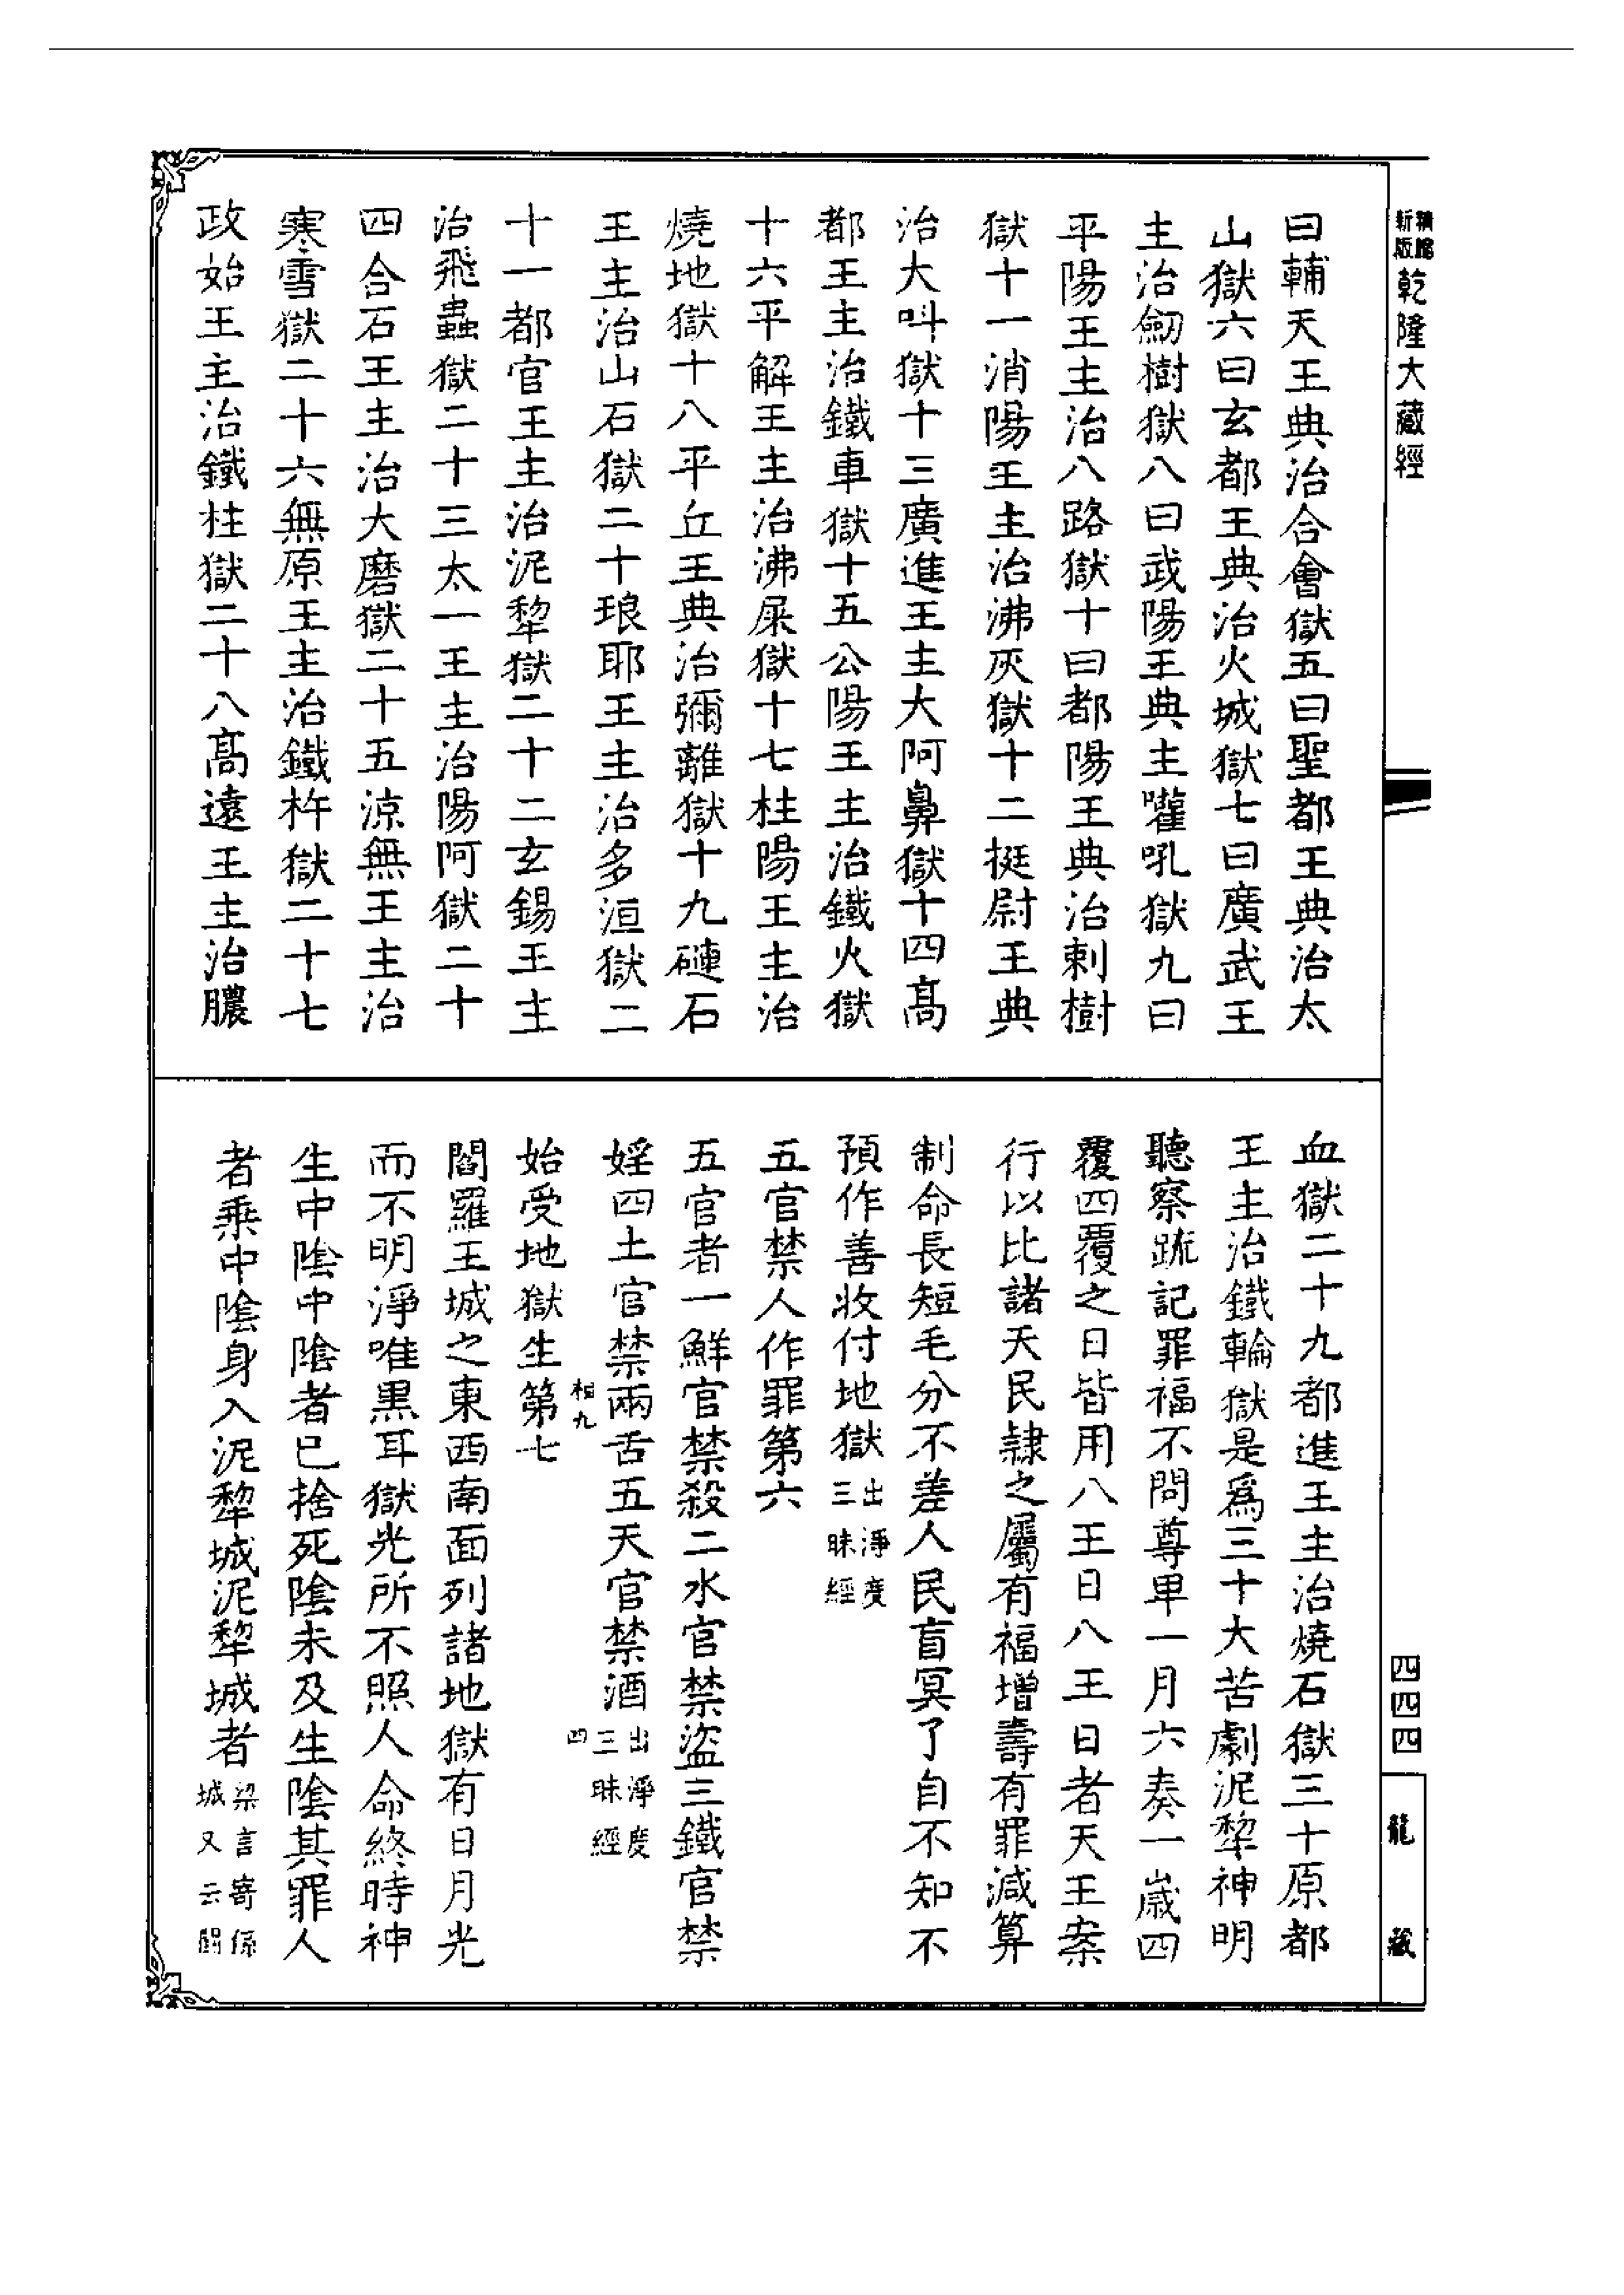 精縮新版乾隆大藏經
曰輔天王典治合會獄五曰聖都王典治太
山獄六曰玄都王典治火城獄七曰廣武王
主治劒樹獄八曰武陽王典主嚾吼獄九曰
平陽王主治八路獄十曰都陽王典治刺樹
獄十一消陽王主治沸灰獄十二挺尉王典
治大呌獄十三廣進王主大阿鼻獄十四髙
都王主治鐵車獄十五公陽王主治鐵火獄
十六平解王主治沸屎獄十七柱陽王主治
燒地獄十八平丘王典治彌離獄十九磀石
王主治山石獄二十琅耶王主治多洹獄二
十一都官王主治泥犂獄二十二玄錫王主
治飛蟲獄二十三太一王主治陽阿獄二十
四合石王主治大磨獄二十五涼無王主治
寒雪獄二十六無原王主治鐵杵獄二十七
政始王主治鐵柱獄二十八髙遠王主治膿
血獄二十九都進王主治燒石獄三十原都
王主治鐵輪獄是爲三十大苦劇泥犂神明
聽察䟽記罪福不問尊卑一月六奏一嵗四
覆四覆之日皆用八王日八王日者天王案
行以比諸天民隷之屬有福增壽有罪減算
制命長短毛分不差人民盲冥了自不知不
預作善收付地獄出淨度三昧經
五官禁人作罪第六
五官者一鮮官禁殺二水官禁盜三鐵官禁
婬四土官禁兩舌五天官禁酒出淨度三昧經
始受地獄生第七
相九
四
閻羅王城之東西南面列諸地獄有日月光
而不明淨唯黒耳獄光所不照人命終時神
生中隂中隂者已捨死隂未及生隂其罪人
者乘中隂身入泥犂城泥犂城者梁言寄係城又云閉
四四四
龍藏